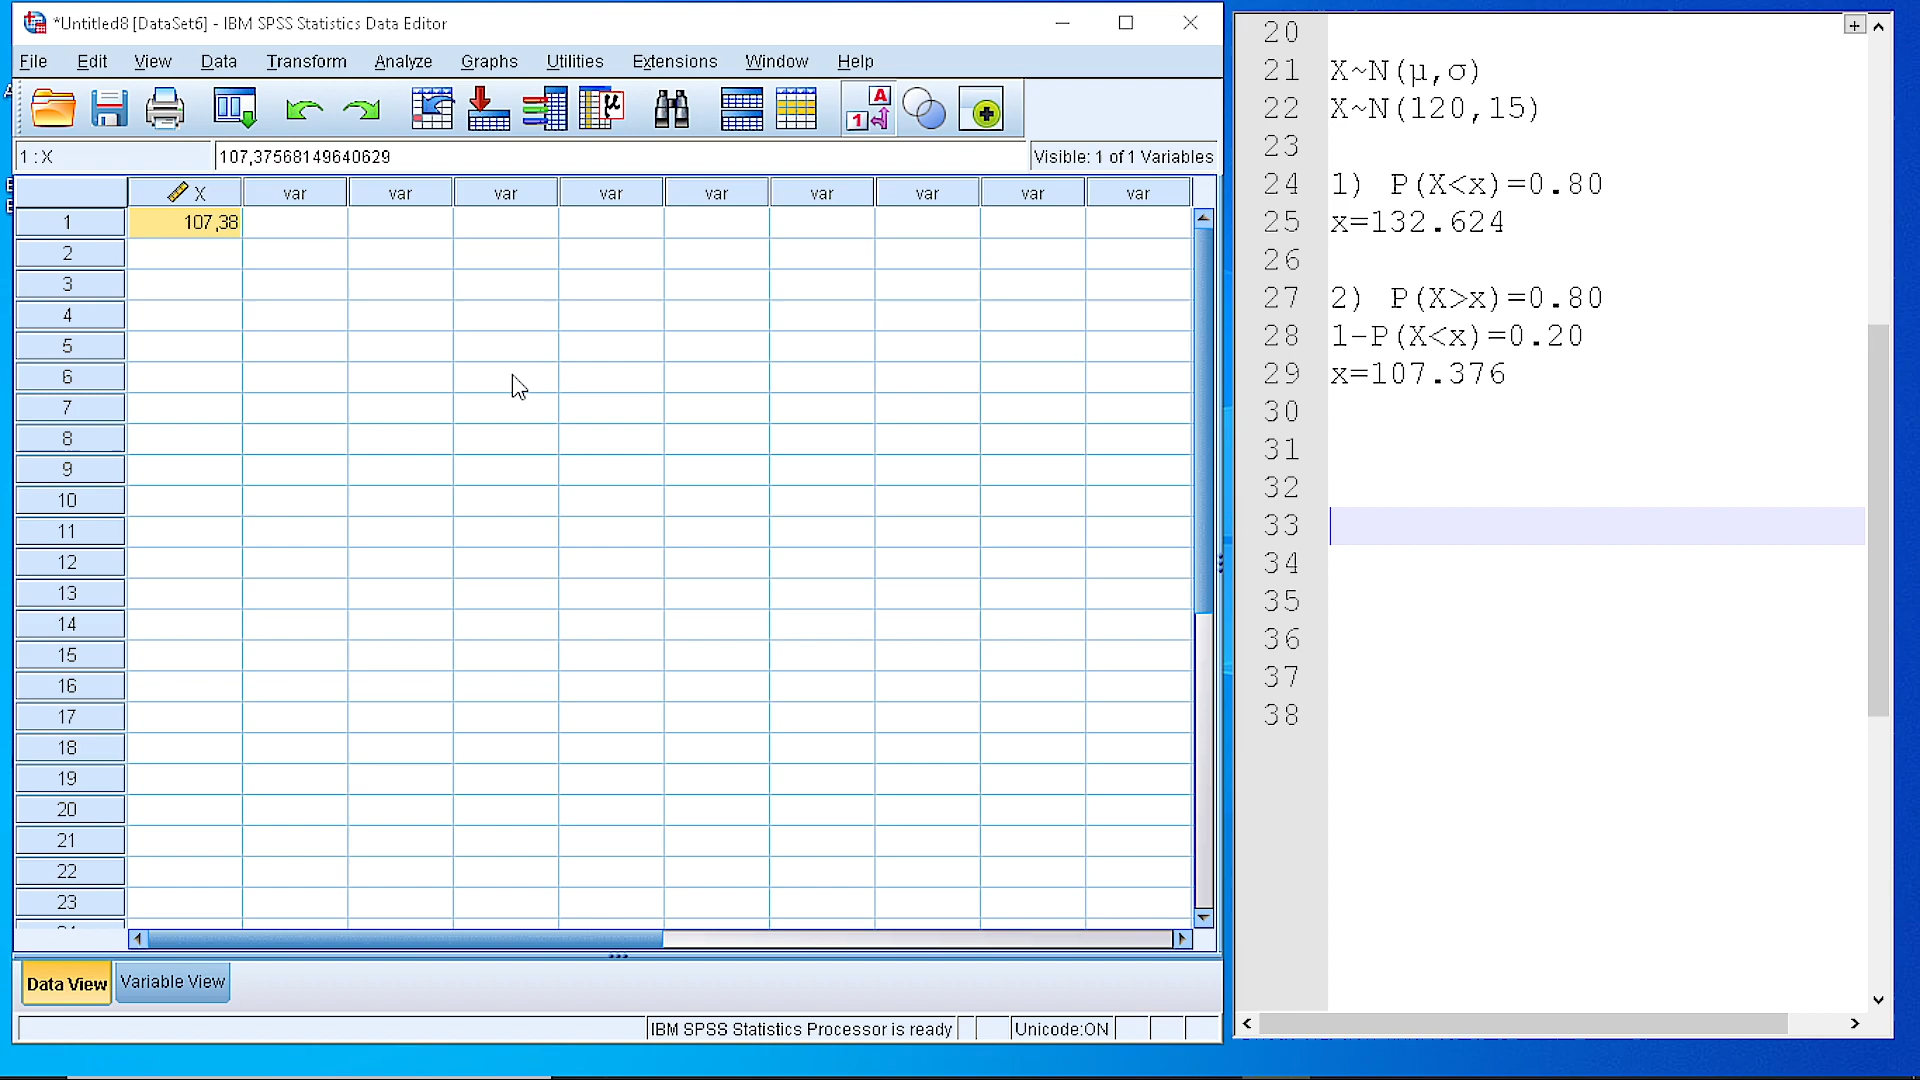 *Untitled8 [DataSet6] - IBM SPSS Statistics Data Editor
File Edit View Data Transform Analyze Graphs Utilities Extensions Window Help
1 : X 107,37568149640629 Visible: 1 of 1 Variables
X var var var var var var var var var
1 107,38
2
3
4
5
6
7
8
9
10
11
12
13
14
15
16
17
18
19
20
21
22
23
Data View Variable View
IBM SPSS Statistics Processor is ready Unicode:ON
20
21 X~N(μ,σ)
22 X~N(120,15)
23
24 1) P(X<x)=0.80
25 x=132.624
26
27 2) P(X>x)=0.80
28 1-P(X<x)=0.20
29 x=107.376
30
31
32
33
34
35
36
37
38